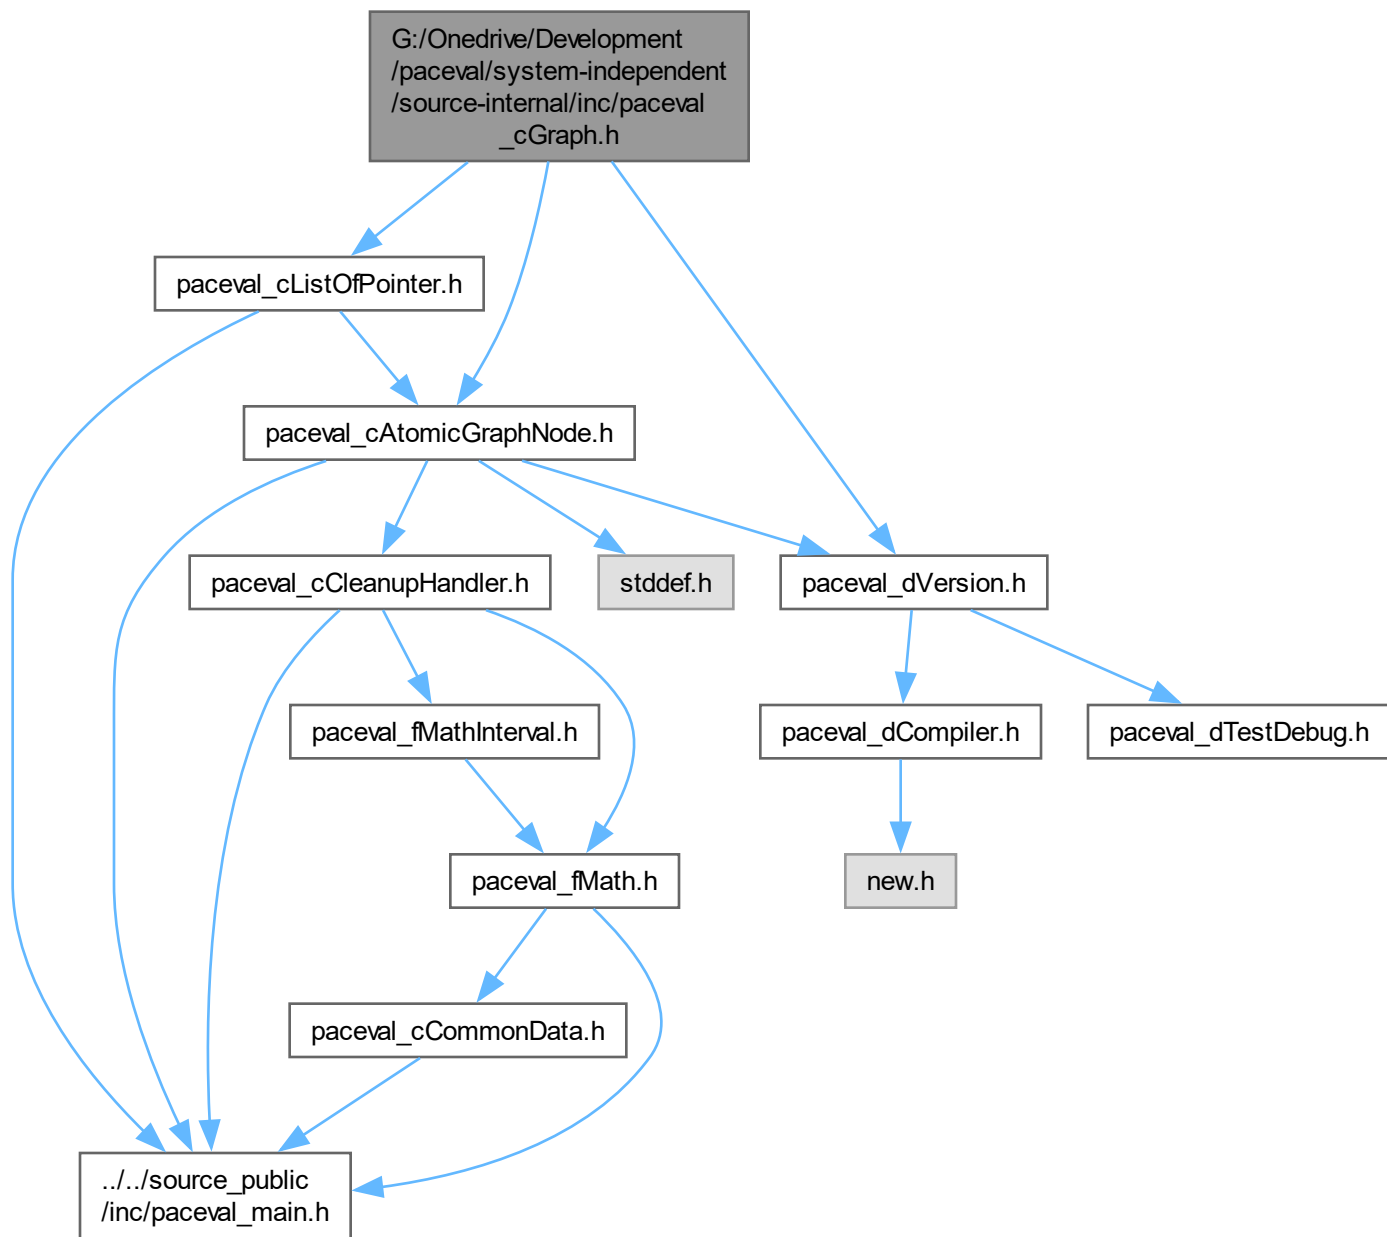 G:/Onedrive/Development
/paceval/system-independent
/source-internal/inc/paceval
_cGraph.h
paceval_cListOfPointer.h
paceval_cAtomicGraphNode.h
paceval_cCleanupHandler.h
stddef.h
paceval_dVersion.h
paceval_fMathInterval.h
paceval_dCompiler.h
paceval_dTestDebug.h
paceval_fMath.h
new.h
paceval_cCommonData.h
../../source_public
/inc/paceval_main.h